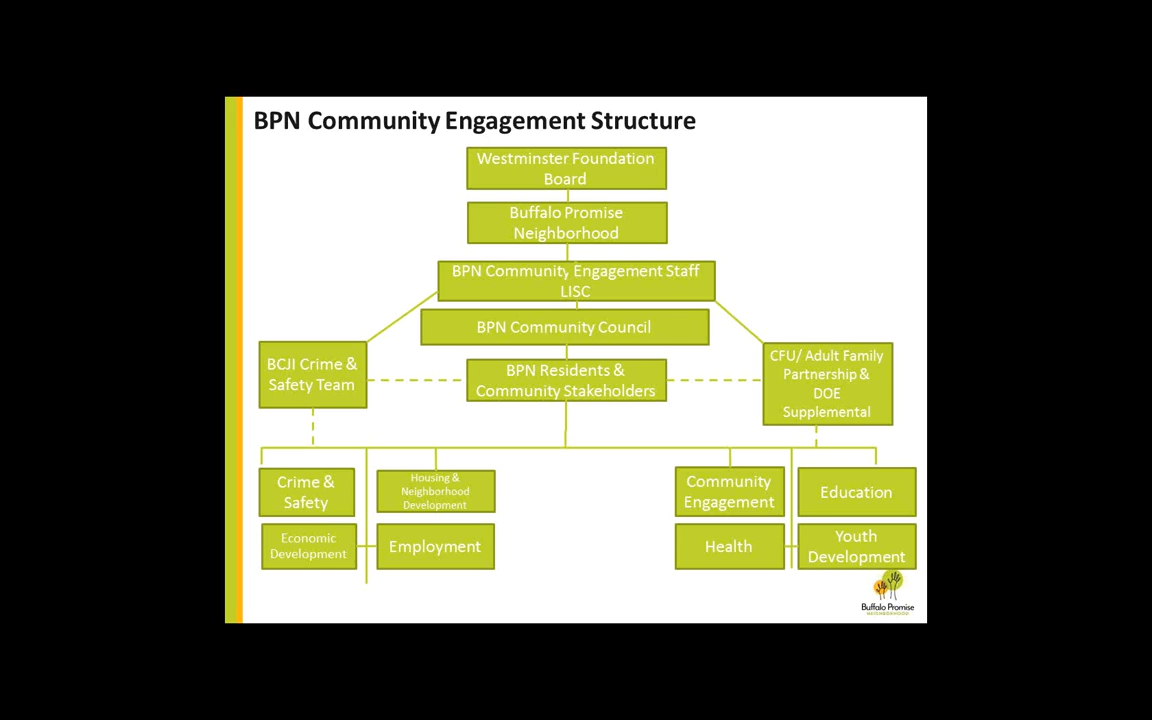 BPN Community Engagement Structure
Westminster Foundation
Board
Buffalo Promise
Neighborhood
BPN Community Engagement Staff
LISC
BPN Community Council
BCJI Crime &
Safety Team
BPN Residents &
Community Stakeholders
CFU/ Adult Family
Partnership &
DOE
Supplemental
Crime &
Safety
Housing &
Neighborhood
Development
Community
Engagement
Education
Economic
Development
Employment
Health
Youth
Development
Buffalo Promise